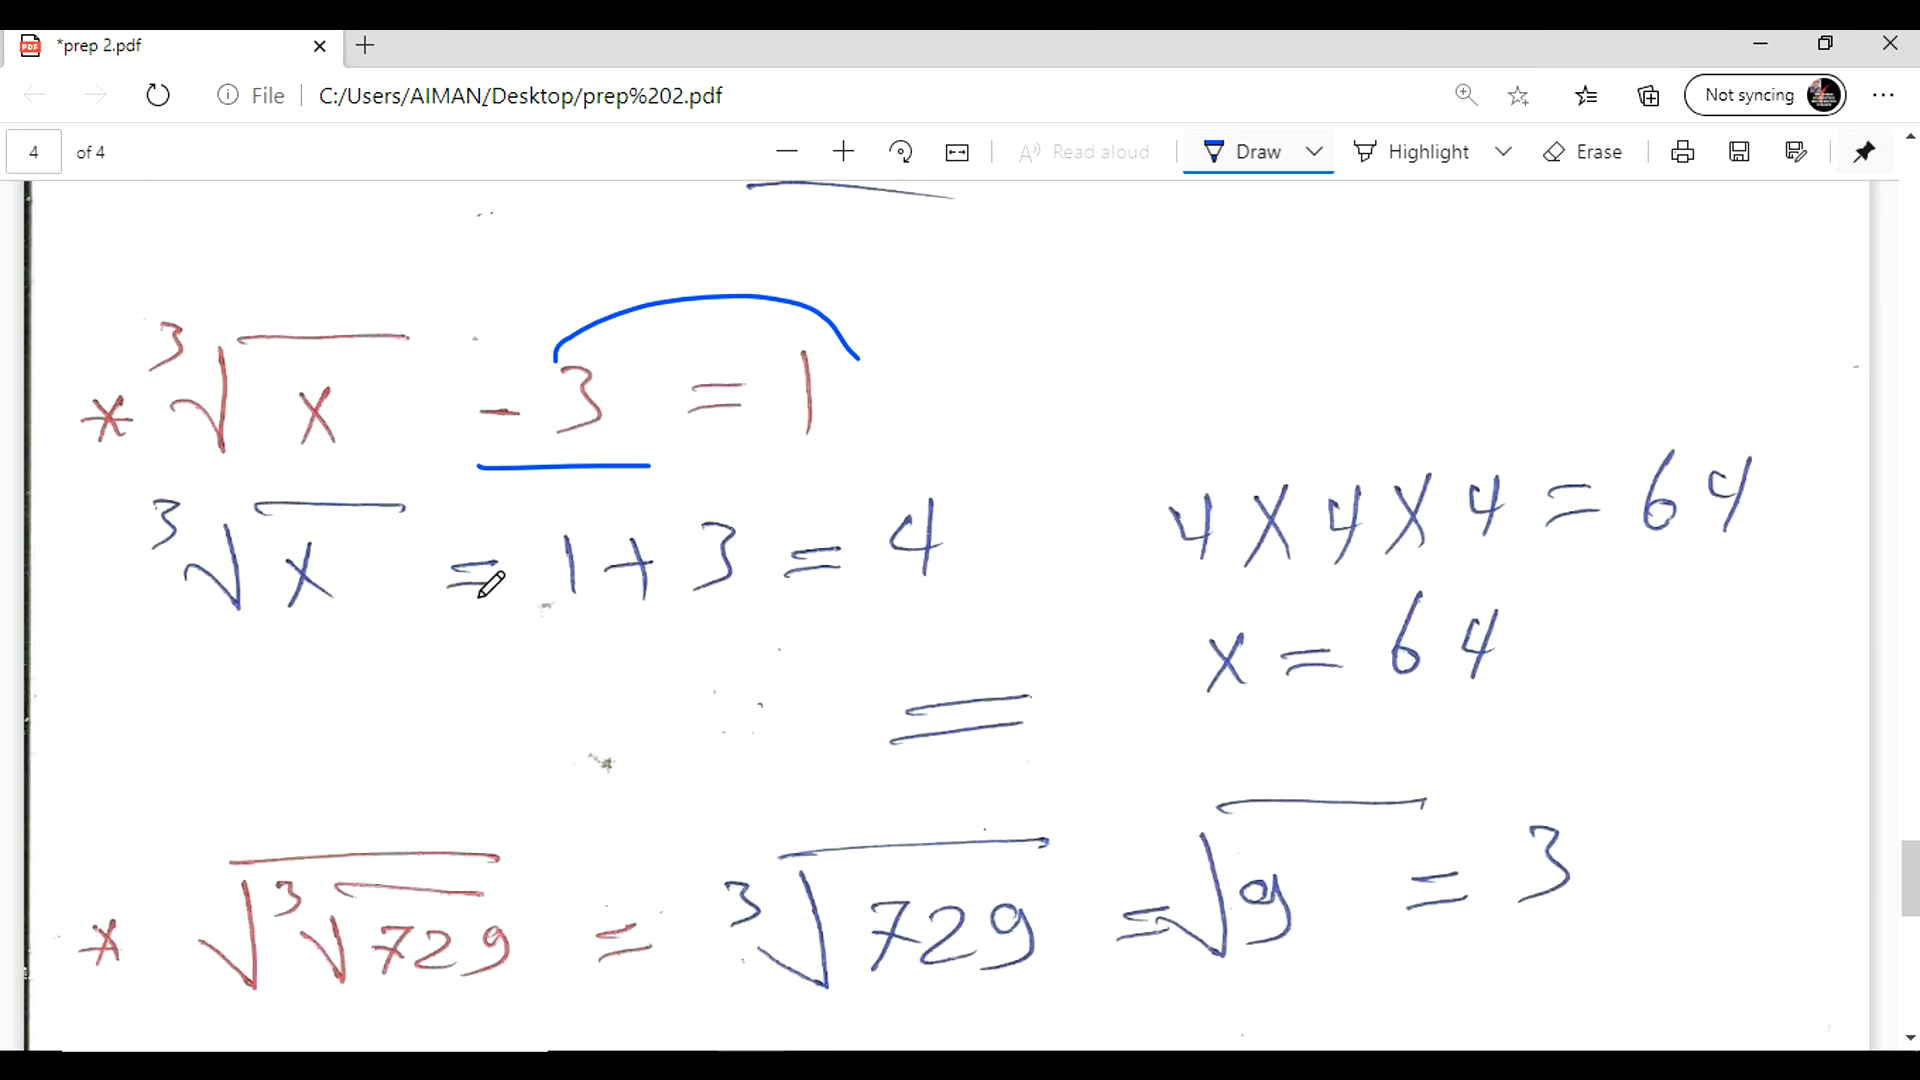 *prep 2.pdf
File C:/Users/AIMAN/Desktop/prep%202.pdf Not syncing
4 of 4 Read aloud Draw Highlight Erase
* ∛x - 3 = 1
∛x = 1 + 3 = 4
4 X 4 X 4 = 64
x = 64
=
* √∛729 = ∛729 = √9 = 3